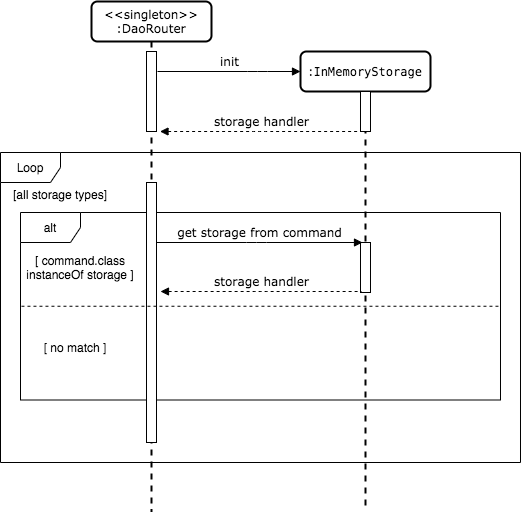 <<singleton>>
:DaoRouter
init
:InMemoryStorage
storage handler
Loop
[all storage types]
alt
get storage from command
[ command.class
instanceOf storage ]
storage handler
[ no match ]